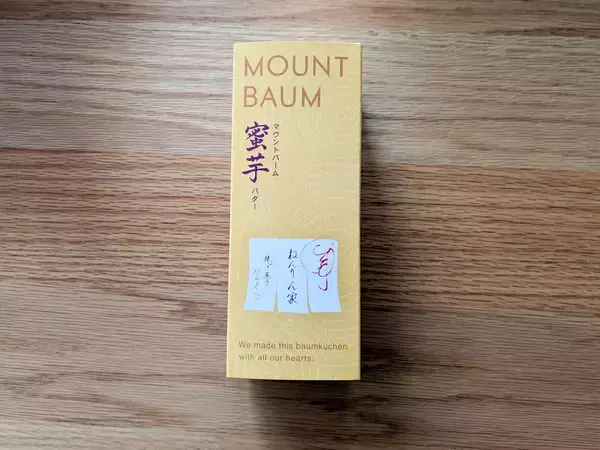 MOUNT
BAUM
マウントバーム
蜜芋
バター
ねんりん家
We made this baumkuchen
with all our hearts.